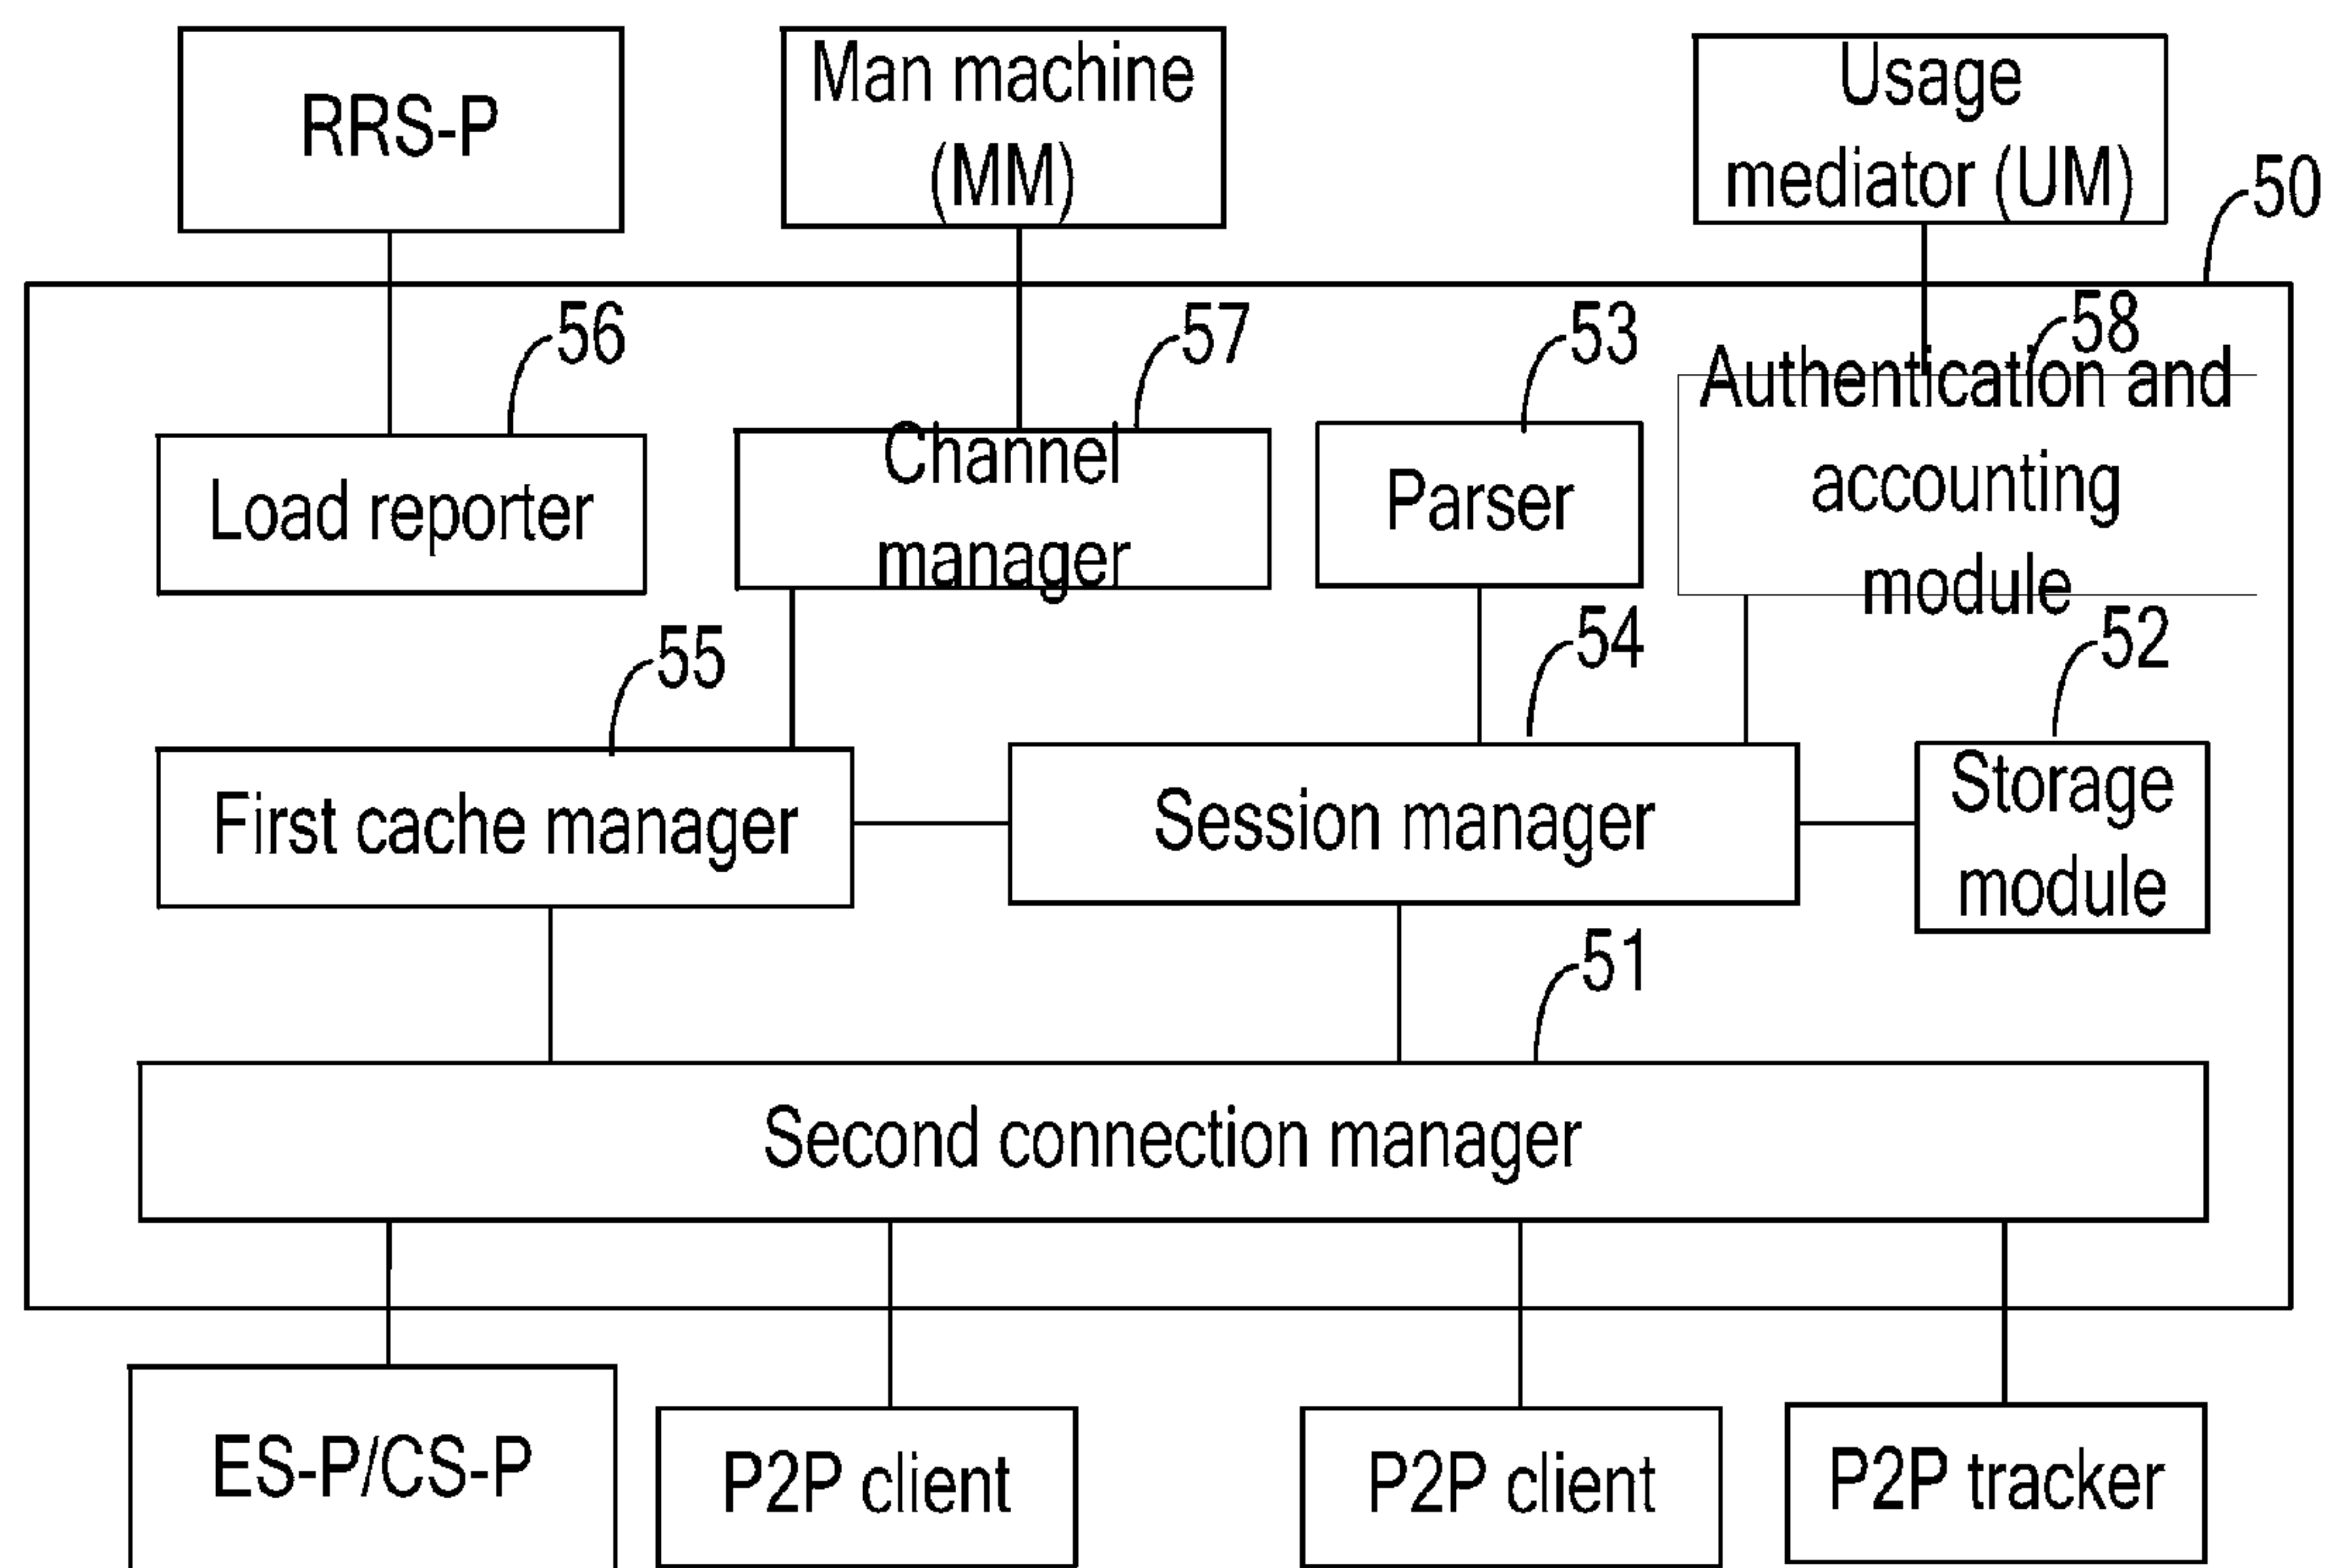 RRS-P
Man machine
(MM)
Usage
mediator (UM)
50
56
57
53
58
Load reporter
Channel
manager
Parser
Authentication and
accounting
module
55
54
52
First cache manager
Session manager
Storage
module
51
Second connection manager
ES-P/CS-P
P2P client
P2P client
P2P tracker